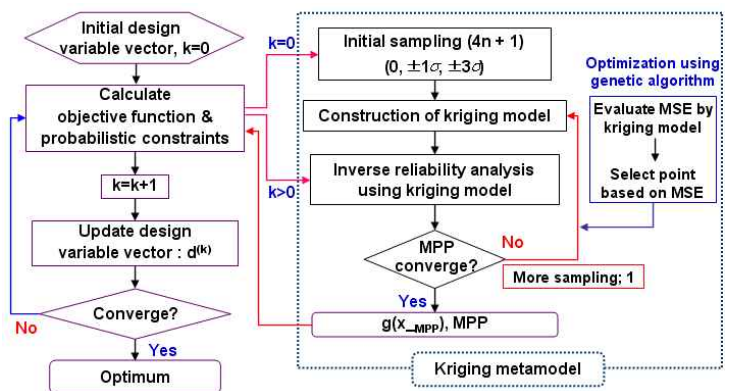 Initial design
variable vector, k=0
Calculate
objective function &
probabilistic constraints
k=k+1
Update design
variable vector : d(k)
Converge?
No
Yes
Optimum
k=0
k>0
Initial sampling (4n + 1)
(0, ±1σ, ±3σ)
Construction of kriging model
Inverse reliability analysis
using kriging model
MPP
converge?
No
More sampling; 1
Yes
g(x_MPP), MPP
Optimization using
genetic algorithm
Evaluate MSE by
kriging model
Select point
based on MSE
Kriging metamodel